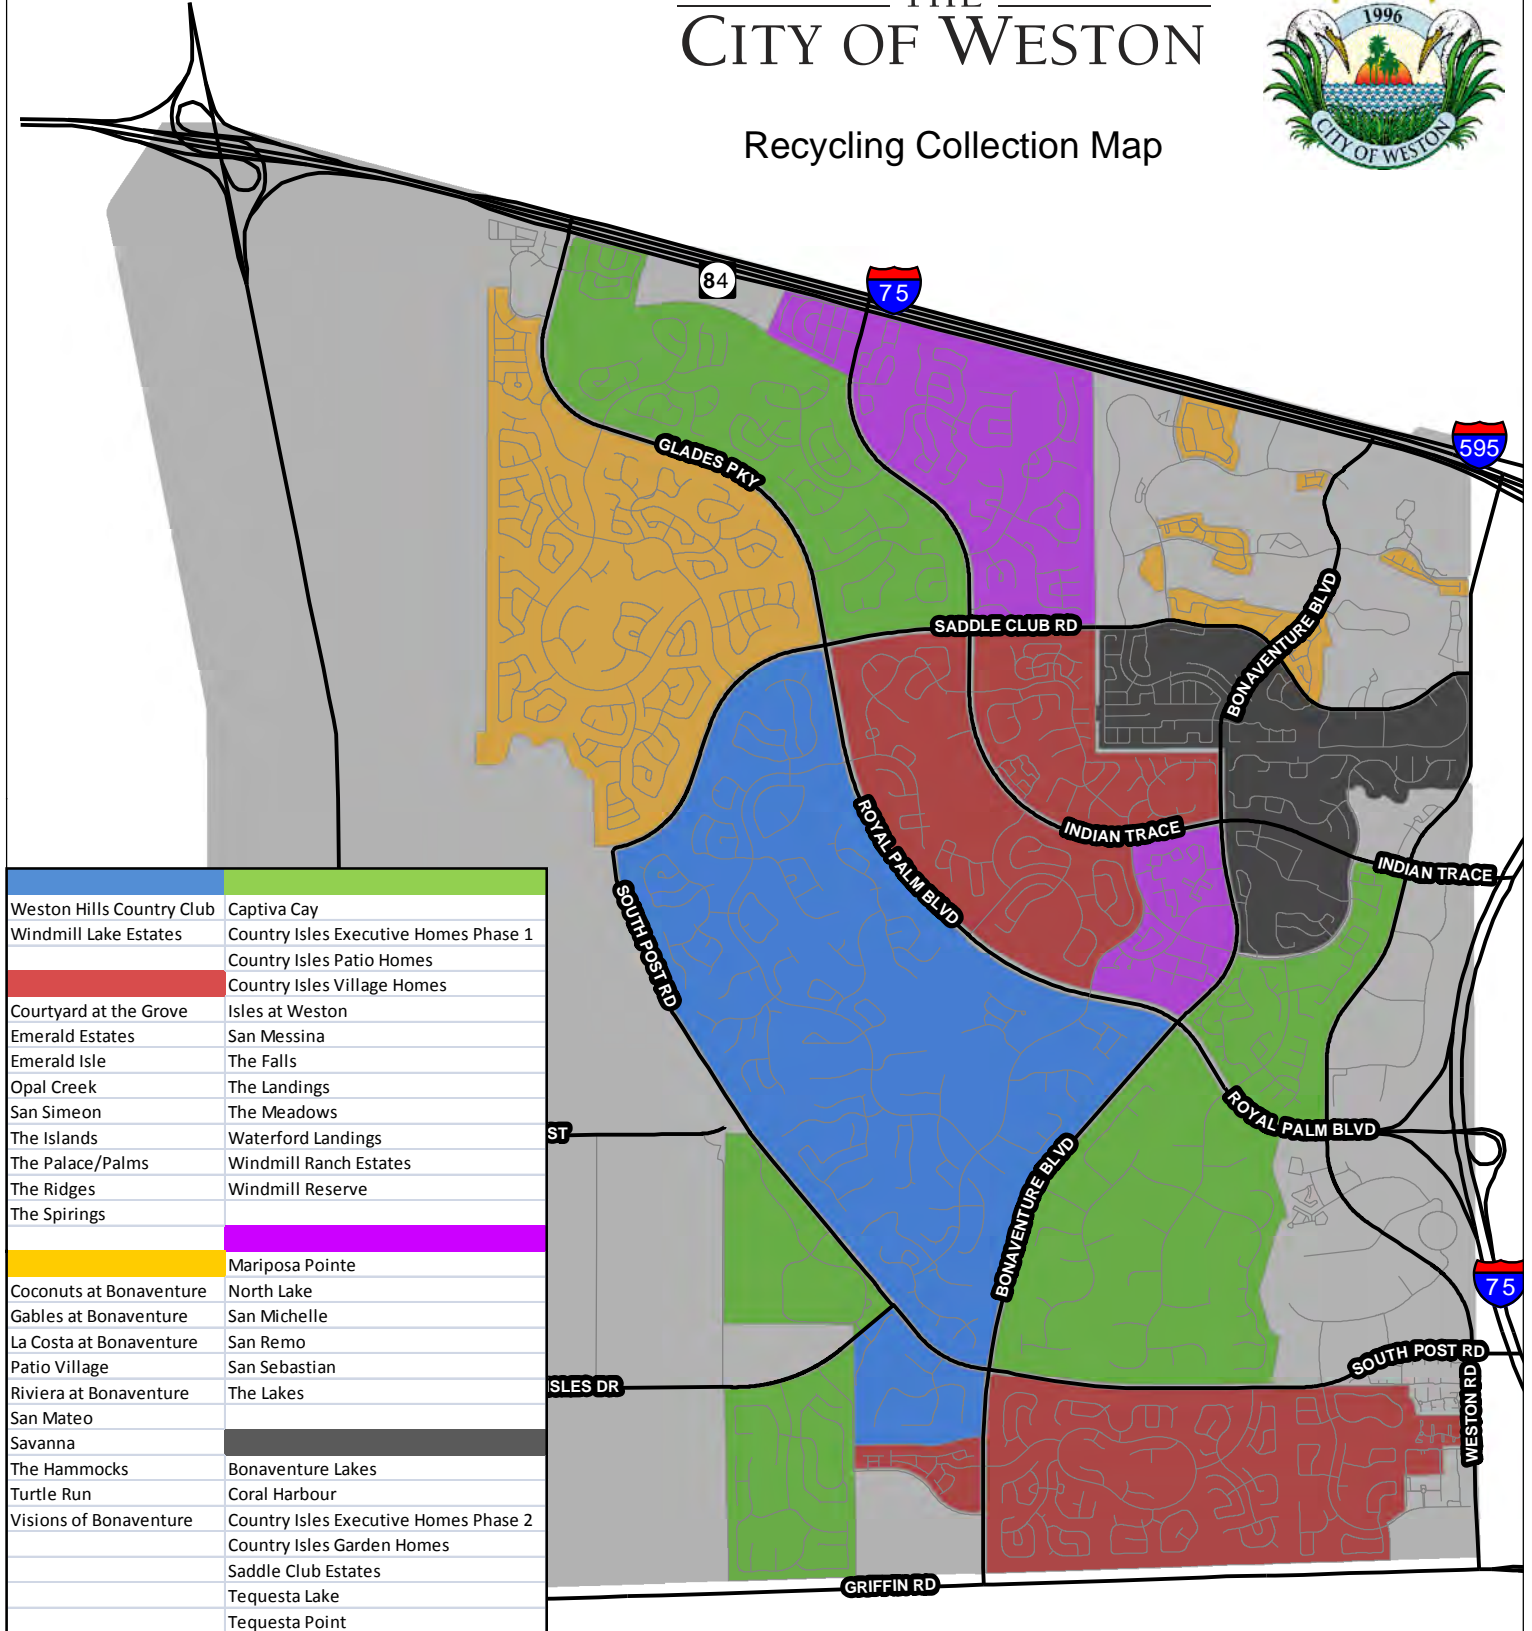 THE
CITY OF WESTON
1996
CITY OF WESTON
Recycling Collection Map
84
75
595
GLADES PKY
SADDLE CLUB RD
BONAVENTURE BLVD
ROYAL PALM BLVD
INDIAN TRACE
INDIAN TRACE
SOUTH POST RD
ROYAL PALM BLVD
ST
BONAVENTURE BLVD
75
SOUTH POST RD
ISLES DR
WESTON RD
GRIFFIN RD
Weston Hills Country Club Captiva Cay
Windmill Lake Estates Country Isles Executive Homes Phase 1
Country Isles Patio Homes
Country Isles Village Homes
Courtyard at the Grove Isles at Weston
Emerald Estates San Messina
Emerald Isle The Falls
Opal Creek The Landings
San Simeon The Meadows
The Islands Waterford Landings
The Palace/Palms Windmill Ranch Estates
The Ridges Windmill Reserve
The Spirings
Mariposa Pointe
Coconuts at Bonaventure North Lake
Gables at Bonaventure San Michelle
La Costa at Bonaventure San Remo
Patio Village San Sebastian
Riviera at Bonaventure The Lakes
San Mateo
Savanna
The Hammocks Bonaventure Lakes
Turtle Run Coral Harbour
Visions of Bonaventure Country Isles Executive Homes Phase 2
Country Isles Garden Homes
Saddle Club Estates
Tequesta Lake
Tequesta Point